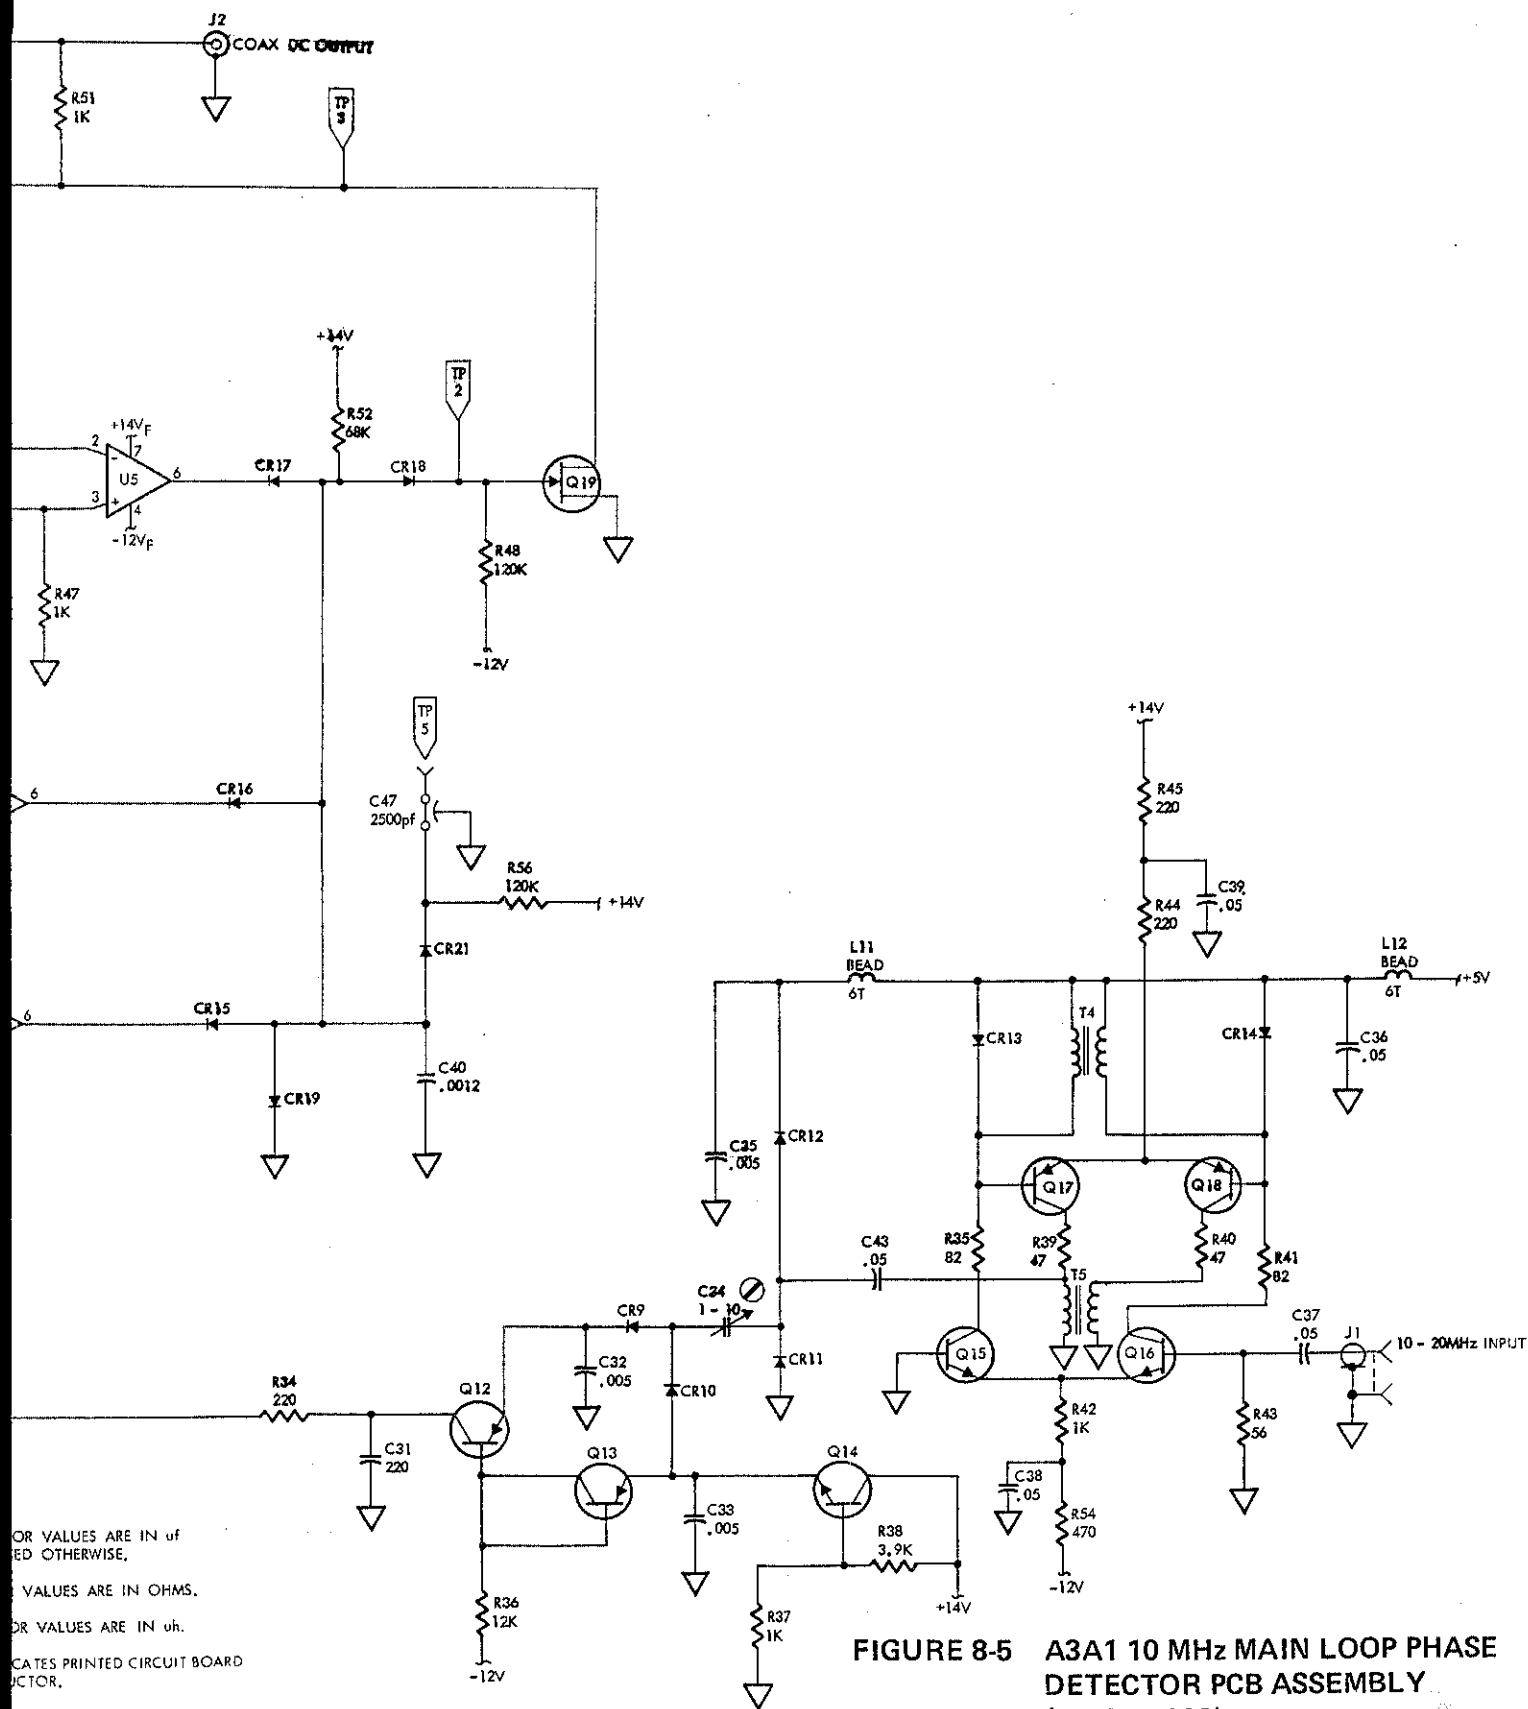 J2
COAX DC OUTPUT
R51
1K
TP
3
+14V
TP
2
R52
68K
+14VF
2
7
-
U5
6
CR17
CR18
Q19
3
+
4
-12VF
R48
120K
R47
1K
-12V
TP
5
+14V
6
CR16
C47
2500pf
R45
220
R56
120K
+14V
C39
.05
R44
220
CR21
L11
BEAD
6T
L12
BEAD
6T
+5V
6
CR15
T4
CR13
CR14
C36
.05
C40
.0012
CR19
C35
.005
CR12
Q17
Q18
C43
.05
R35
82
R39
47
R40
47
R41
82
T5
C34
1 - 10
CR9
C37
.05
J1
10 - 20MHz INPUT
Q15
Q16
CR11
C32
.005
R34
220
Q12
CR10
R42
1K
R43
56
C31
220
Q13
Q14
C38
.05
C33
.005
R54
470
R38
3.9K
OR VALUES ARE IN uf
ED OTHERWISE.
VALUES ARE IN OHMS.
OR VALUES ARE IN uh.
CATES PRINTED CIRCUIT BOARD
UCTOR.
R36
12K
-12V
R37
1K
+14V
-12V
FIGURE 8-5 A3A1 10 MHz MAIN LOOP PHASE
DETECTOR PCB ASSEMBLY